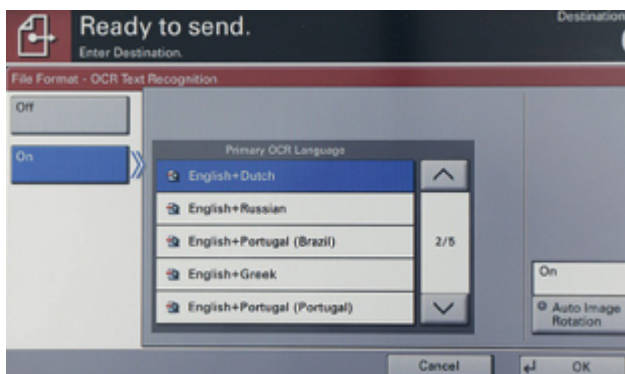 Ready to send.
Destination
Enter Destination.
File Format - OCR Text Recognition
Off
On
Primary OCR Language
English+Dutch
English+Russian
English+Portugal (Brazil)
English+Greek
English+Portugal (Portugal)
2/5
On
Auto Image
Rotation
Cancel
OK